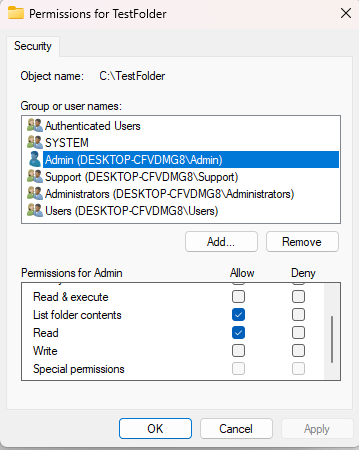 Permissions for TestFolder
Security
Object name: C:\TestFolder
Group or user names:
Authenticated Users
SYSTEM
Admin (DESKTOP-CFVDMG8\Admin)
Support (DESKTOP-CFVDMG8\Support)
Administrators (DESKTOP-CFVDMG8\Administrators)
Users (DESKTOP-CFVDMG8\Users)
Add... Remove
Permissions for Admin Allow Deny
Read & execute
List folder contents
Read
Write
Special permissions
OK Cancel Apply